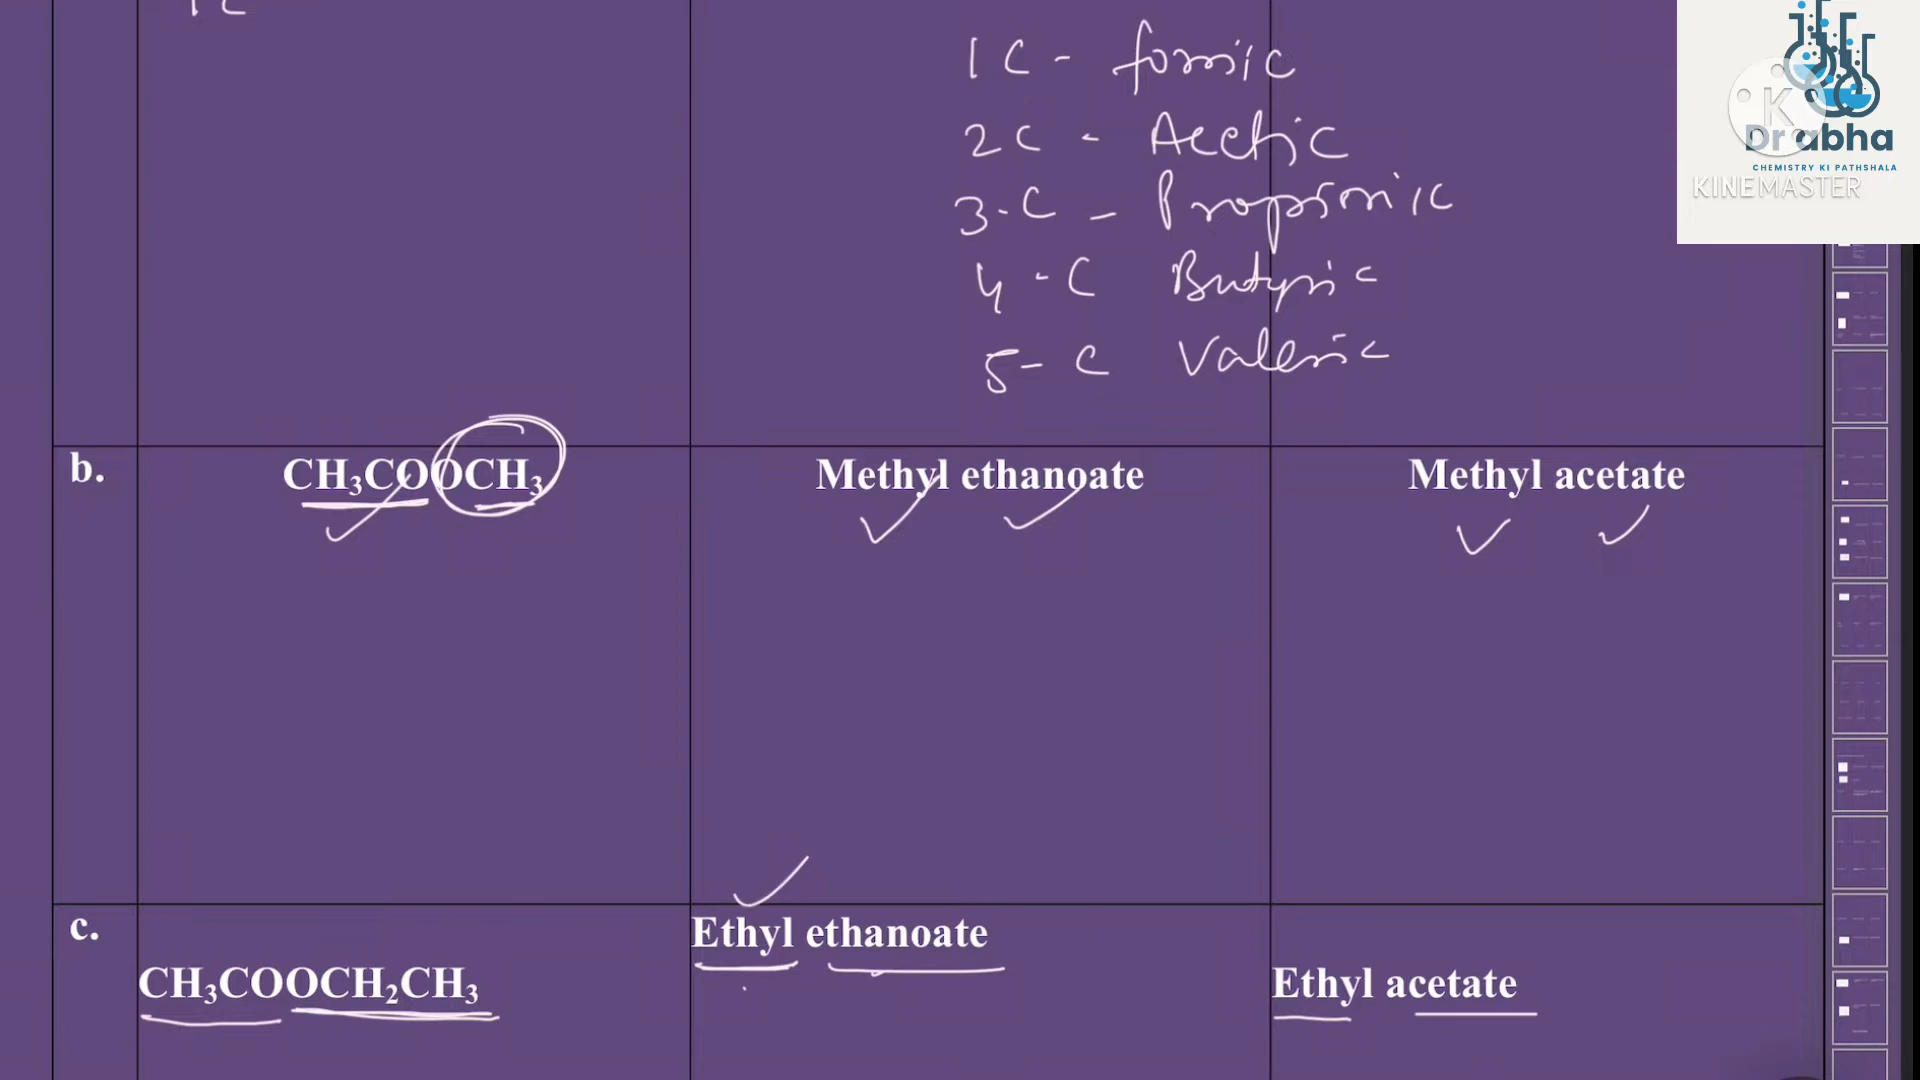 1C
1C - formic
2C - Acetic
3-C - Propionic
4-C Butyric
5-C Valeric
Dr abha
CHEMISTRY KI PATHSHALA
K
KINEMASTER
b. CH₃COOCH₃ Methyl ethanoate Methyl acetate
c. Ethyl ethanoate
CH₃COOCH₂CH₃ Ethyl acetate